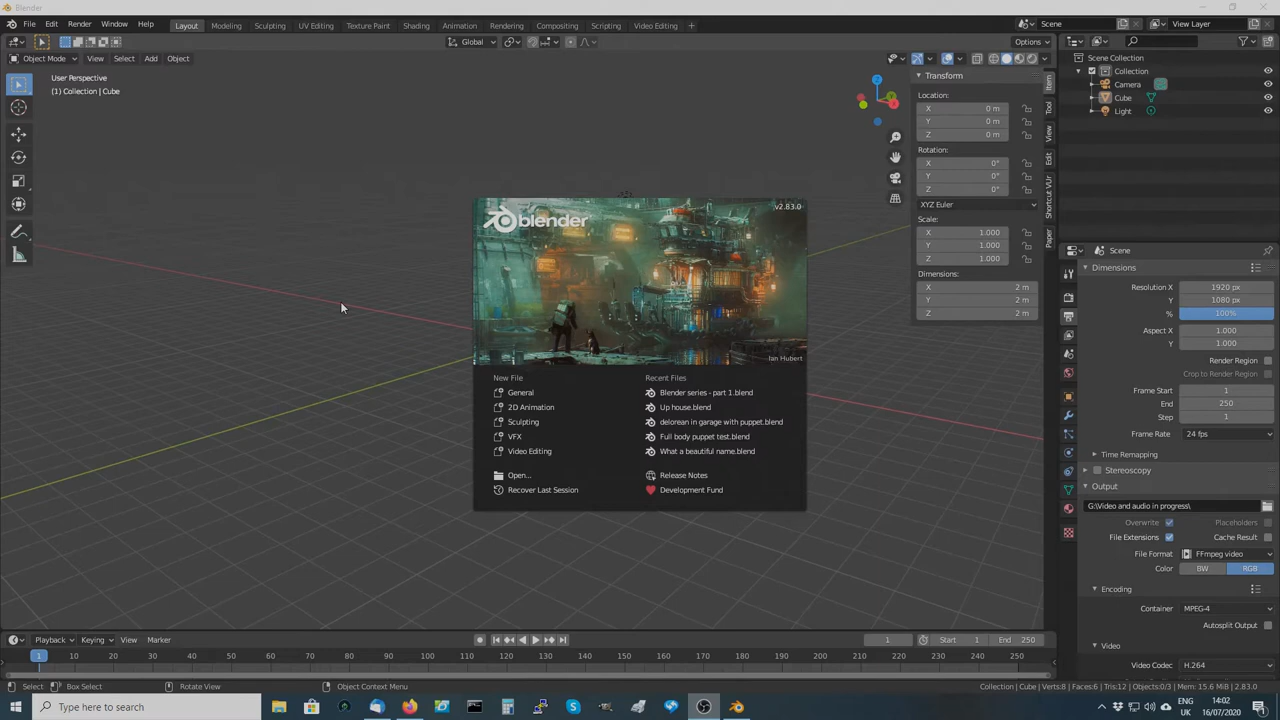 Blender
File Edit Render Window Help Layout Modeling Sculpting UV Editing Texture Paint Shading Animation Rendering Compositing Scripting Video Editing + Scene View Layer
Global Options
Object Mode View Select Add Object
User Perspective
(1) Collection | Cube
Transform
Location:
X 0 m
Y 0 m
Z 0 m
Rotation:
X 0°
Y 0°
Z 0°
XYZ Euler
Scale:
X 1.000
Y 1.000
Z 1.000
Dimensions:
X 2 m
Y 2 m
Z 2 m
Item
Tool
View
Edit
Shortcut VUr
Paper
Scene Collection
Collection
Camera
Cube
Light
Scene
Dimensions
Resolution X 1920 px
Y 1080 px
% 100%
Aspect X 1.000
Y 1.000
Render Region
Crop to Render Region
Frame Start 1
End 250
Step 1
Frame Rate 24 fps
Time Remapping
Stereoscopy
Output
G:\Video and audio in progress\
Overwrite Placeholders
File Extensions Cache Result
File Format FFmpeg video
Color BW RGB
Encoding
Container MPEG-4
Autosplit Output
Video
Video Codec H.264
blender
v2.83.0
Ian Hubert
New File
General
2D Animation
Sculpting
VFX
Video Editing
Open...
Recover Last Session
Recent Files
Blender series - part 1.blend
Up house.blend
delorean in garage with puppet.blend
Full body puppet test.blend
What a beautiful name.blend
Release Notes
Development Fund
Playback Keying View Marker 1 Start 1 End 250
1 10 20 30 40 50 60 70 80 90 100 110 120 130 140 150 160 170 180 190 200 210 220 230 240 250
Select Box Select Rotate View Object Context Menu Collection | Cube | Verts:8 | Faces:6 | Tris:12 | Objects:0/3 | Mem: 15.6 MiB | 2.83.0
Type here to search
ENG
UK
14:02
16/07/2020